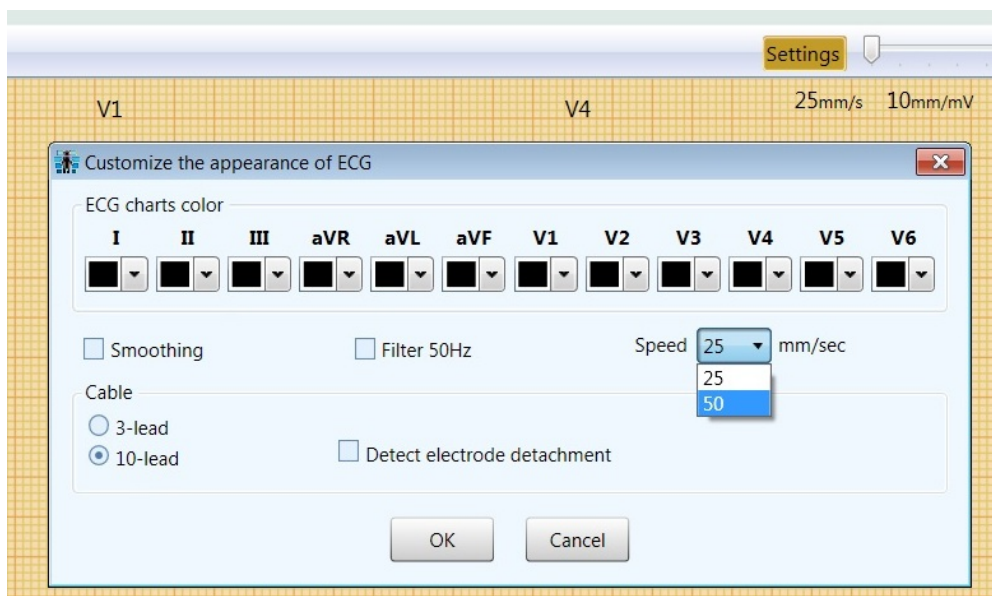 Settings
V1 V4 25mm/s 10mm/mV
Customize the appearance of ECG
ECG charts color
I II III aVR aVL aVF V1 V2 V3 V4 V5 V6
Smoothing Filter 50Hz Speed 25 mm/sec
25
50
Cable
3-lead
10-lead Detect electrode detachment
OK Cancel